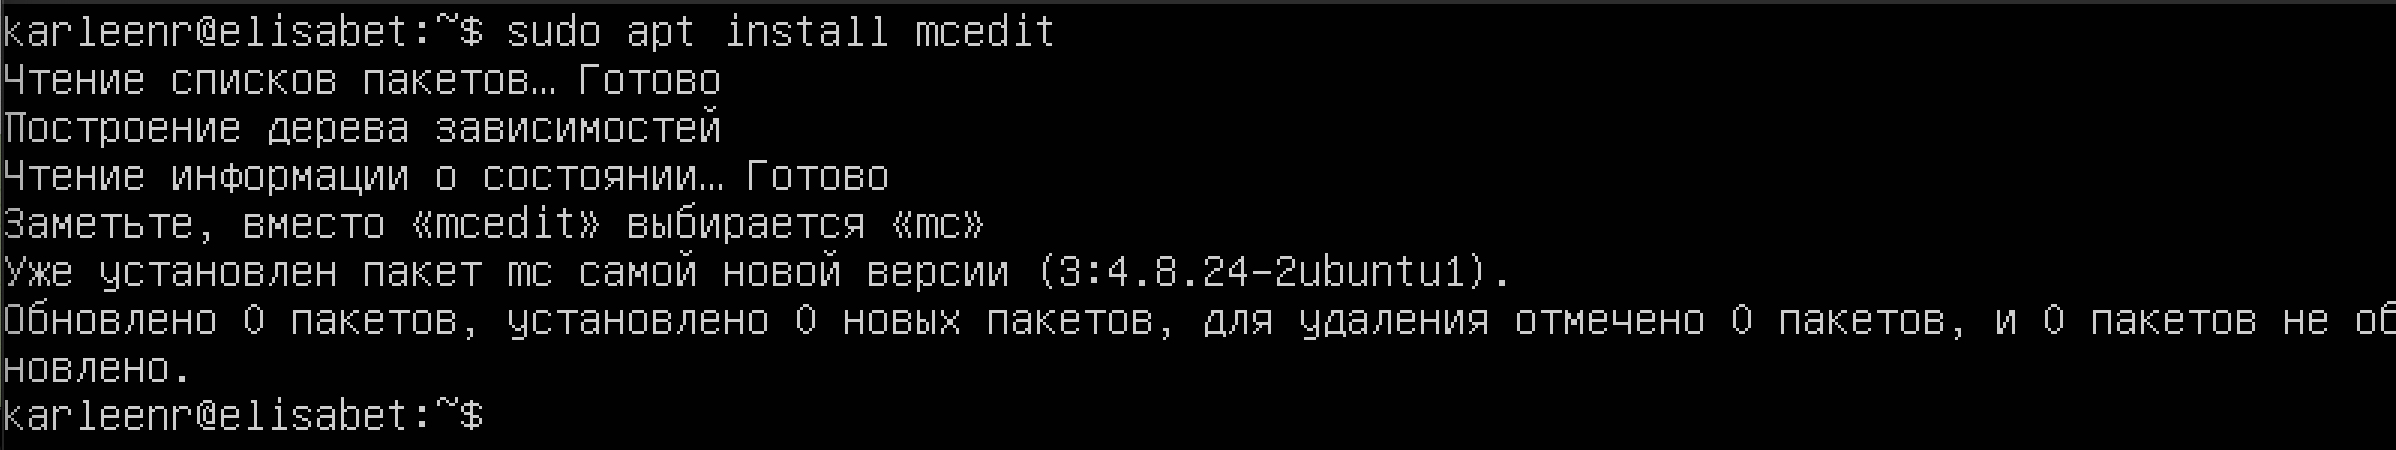 karleenr@elisabet:~$ sudo apt install mcedit
Чтение списков пакетов… Готово
Построение дерева зависимостей
Чтение информации о состоянии… Готово
Заметьте, вместо «mcedit» выбирается «mc»
Уже установлен пакет mc самой новой версии (3:4.8.24-2ubuntu1).
Обновлено 0 пакетов, установлено 0 новых пакетов, для удаления отмечено 0 пакетов, и 0 пакетов не об
новлено.
karleenr@elisabet:~$